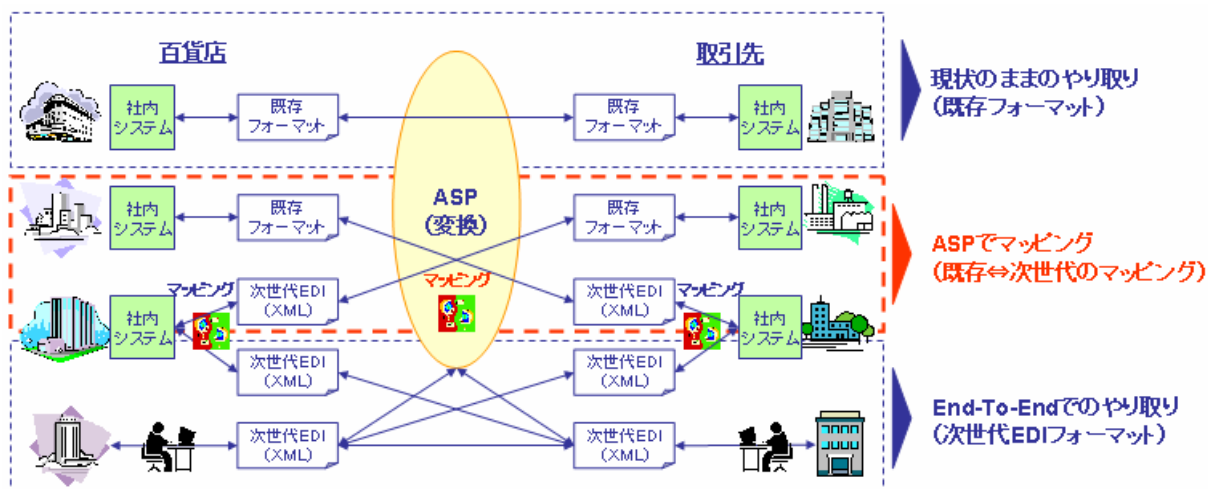 百貨店
取引先
社内
システム
既存
フォーマット
既存
フォーマット
社内
システム
現状のままのやり取り
(既存フォーマット)
社内
システム
既存
フォーマット
ASP
(変換)
既存
フォーマット
社内
システム
ASPでマッピング
(既存⇔次世代のマッピング)
マッピング
次世代EDI
(XML)
マッピング
次世代EDI
(XML)
マッピング
社内
システム
社内
システム
次世代EDI
(XML)
次世代EDI
(XML)
次世代EDI
(XML)
次世代EDI
(XML)
End-To-Endでのやり取り
(次世代EDIフォーマット)